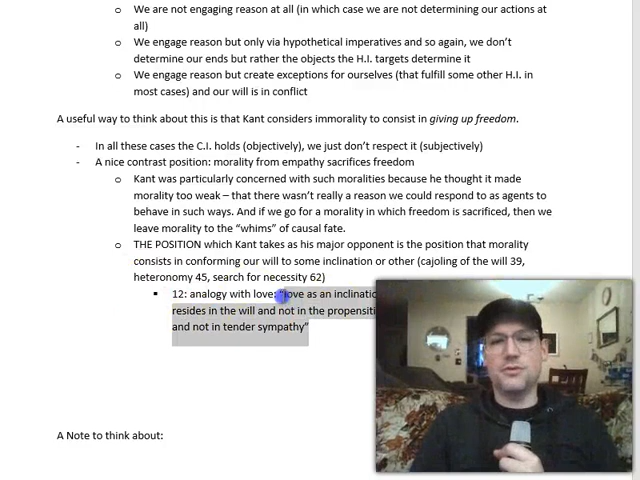 o We are not engaging reason at all (in which case we are not determining our actions at
all)
o We engage reason but only via hypothetical imperatives and so again, we don't
determine our ends but rather the objects the H.I. targets determine it
o We engage reason but create exceptions for ourselves (that fulfill some other H.I. in
most cases) and our will is in conflict
A useful way to think about this is that Kant considers immorality to consist in giving up freedom.
- In all these cases the C.I. holds (objectively), we just don't respect it (subjectively)
- A nice contrast position: morality from empathy sacrifices freedom
o Kant was particularly concerned with such moralities because he thought it made
morality too weak – that there wasn't really a reason we could respond to as agents to
behave in such ways. And if we go for a morality in which freedom is sacrificed, then we
leave morality to the "whims" of causal fate.
o THE POSITION which Kant takes as his major opponent is the position that morality
consists in conforming our will to some inclination or other (cajoling of the will 39,
heteronomy 45, search for necessity 62)
▪ 12: analogy with love: "love as an
resides in the will and not in the
and not in tender sympathy"
A Note to think about: